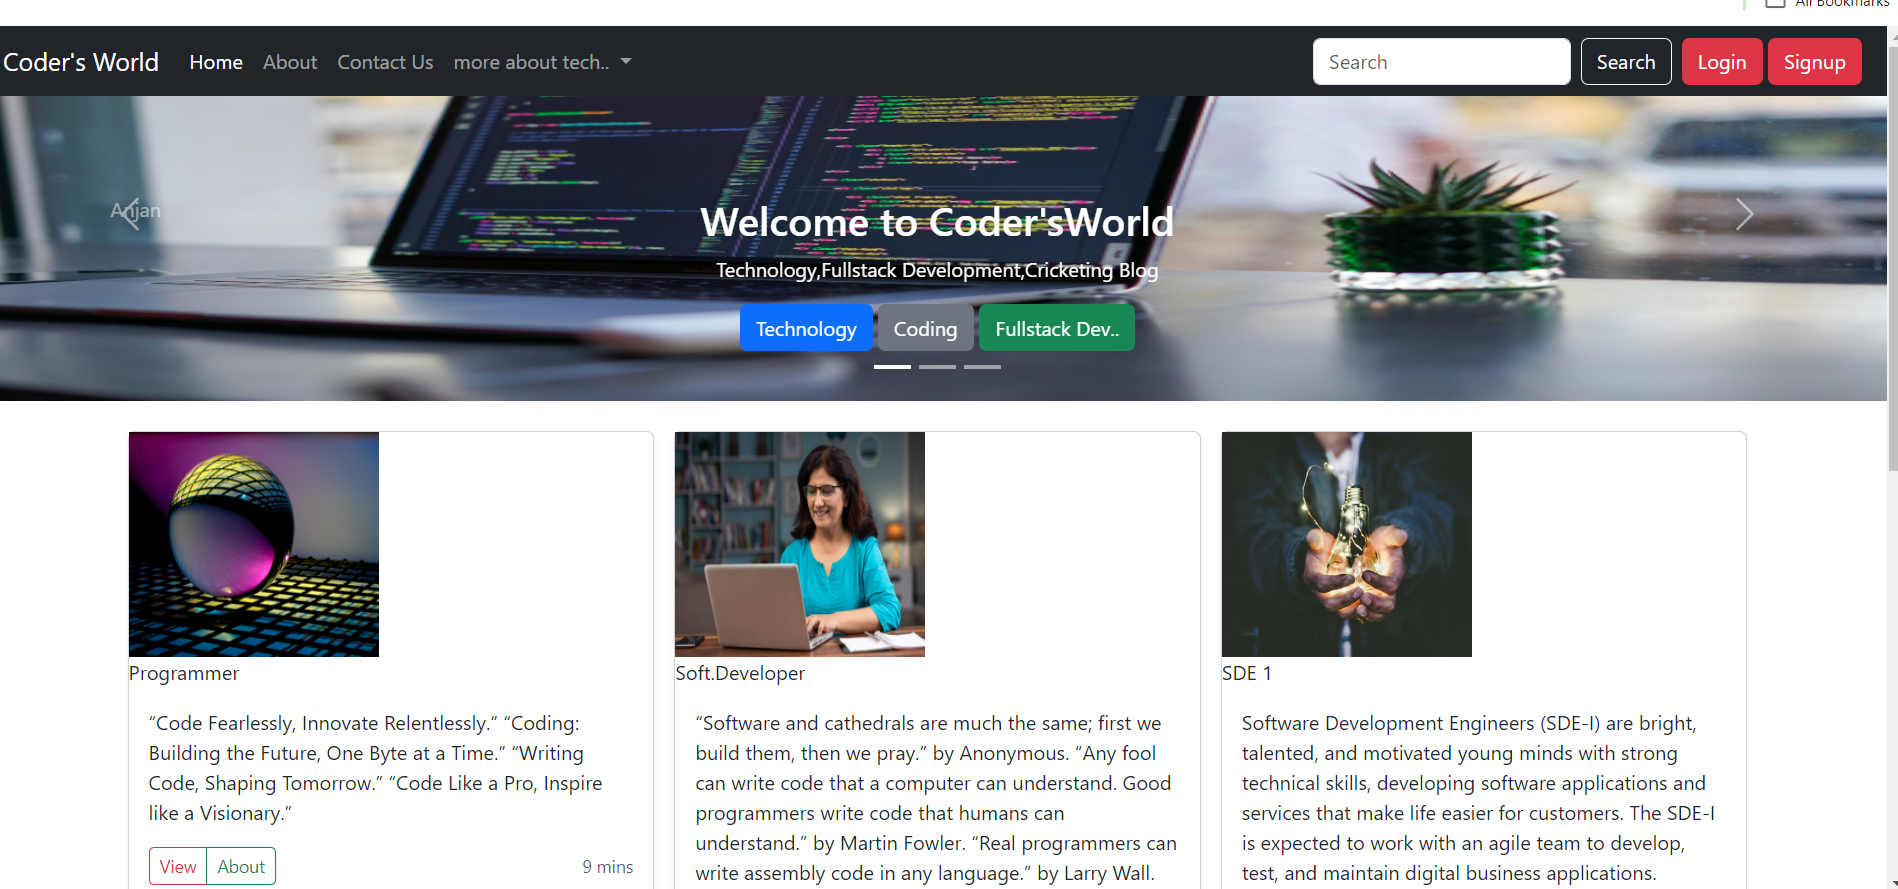 All Bookmarks
Coder's World Home About Contact Us more about tech.. Search Search Login Signup
Anjan
Welcome to Coder'sWorld
Technology,Fullstack Development,Cricketing Blog
Technology Coding Fullstack Dev..
Programmer
“Code Fearlessly, Innovate Relentlessly.” “Coding:
Building the Future, One Byte at a Time.” “Writing
Code, Shaping Tomorrow.” “Code Like a Pro, Inspire
like a Visionary.”
View About 9 mins
Soft.Developer
“Software and cathedrals are much the same; first we
build them, then we pray.” by Anonymous. “Any fool
can write code that a computer can understand. Good
programmers write code that humans can
understand.” by Martin Fowler. “Real programmers can
write assembly code in any language.” by Larry Wall.
SDE 1
Software Development Engineers (SDE-I) are bright,
talented, and motivated young minds with strong
technical skills, developing software applications and
services that make life easier for customers. The SDE-I
is expected to work with an agile team to develop,
test, and maintain digital business applications.